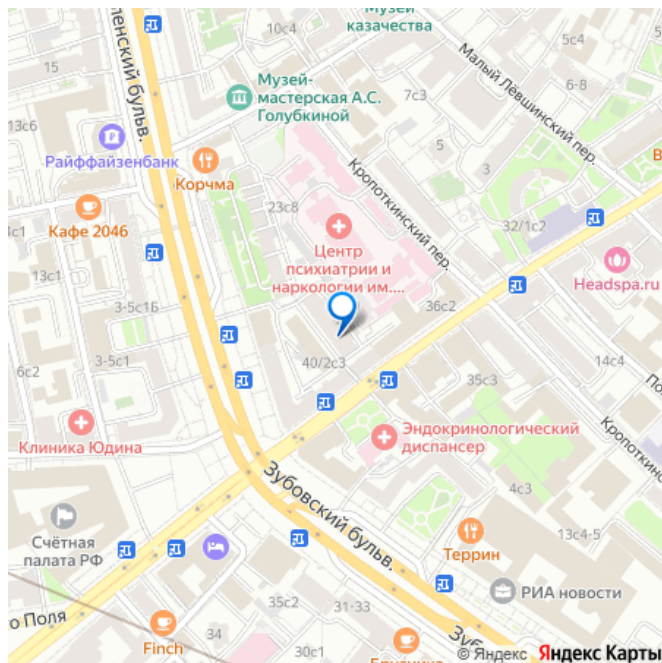 Музей
казачества
10с4
5с4
Малый Лёвшинский пер.
6-8
15
Музей-
мастерская А.С.
Голубкиной
7с3
ленский бульв.
13с6
Райффайзенбанк
Корчма
5
3
Кропоткинский пер.
23с8
32/1с2
В
Кафе 2046
Центр
психиатрии и
наркологии им....
13с1
3-5с1Б
36с2
Headspa.ru
3-5с1
40/2с3
14с4
6с2
35с3
По
Клиника Юдина
Эндокринологический
диспансер
Кропоткин
Зубовский бульв.
4с3
Счётная
палата РФ
Террин
13с4-5
РИА новости
о Поля
35с2
31-33
34
Finch
30с1
Зуб
© Яндекс Яндекс Карты